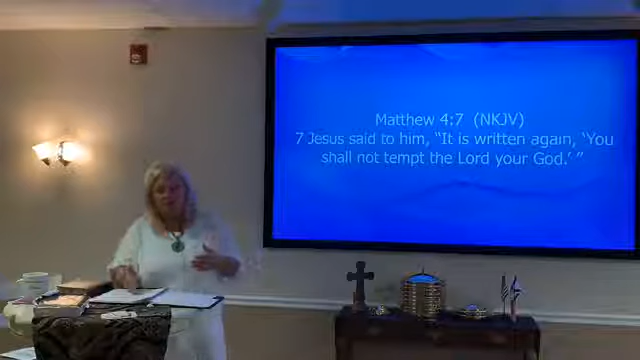 Matthew 4:7 (NKJV)
7 Jesus said to him, “It is written again, ‘You
shall not tempt the Lord your God.’ ”